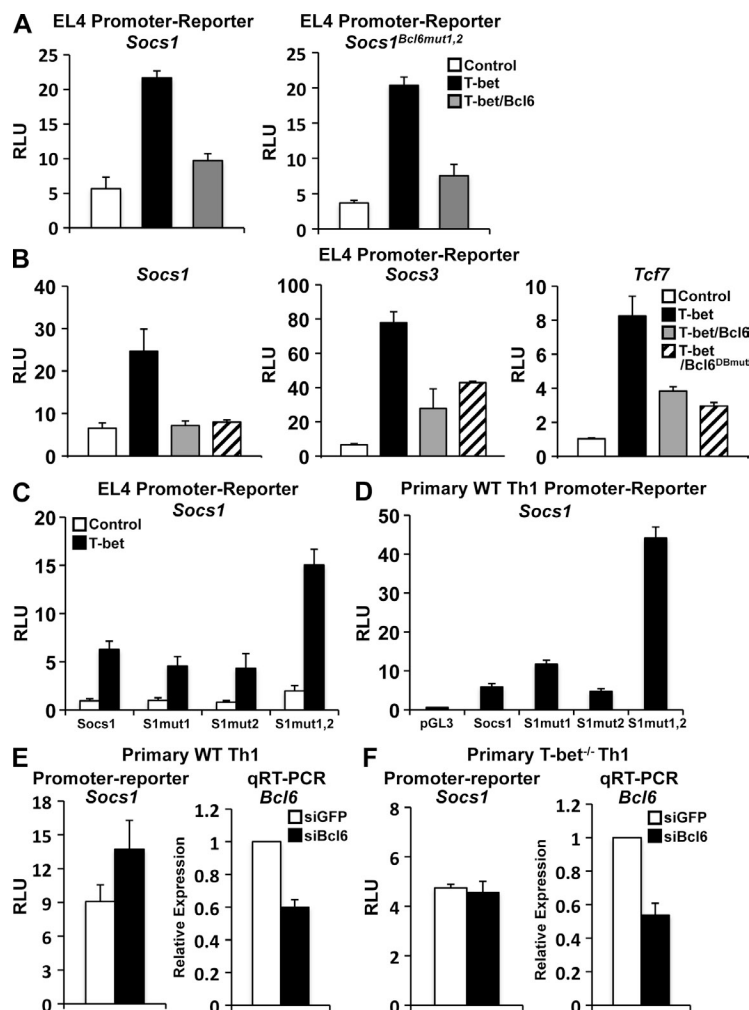 A
EL4 Promoter-Reporter
Socs1
RLU
25
20
15
10
5
0
EL4 Promoter-Reporter
Socs1Bcl6mut1,2
RLU
25
20
15
10
5
0
Control
T-bet
T-bet/Bcl6
B
EL4 Promoter-Reporter
Socs1
RLU
40
30
20
10
0
Socs3
RLU
100
80
60
40
20
0
Tcf7
RLU
10
8
6
4
2
0
Control
T-bet
T-bet/Bcl6
T-bet
/Bcl6DBmut
C
EL4 Promoter-Reporter
Socs1
Control
T-bet
RLU
20
15
10
5
0
Socs1 S1mut1 S1mut2 S1mut1,2
D
Primary WT Th1 Promoter-Reporter
Socs1
RLU
50
40
30
20
10
0
pGL3 Socs1 S1mut1 S1mut2 S1mut1,2
E
Primary WT Th1
Promoter-reporter
Socs1
RLU
18
15
12
9
6
3
0
qRT-PCR
Bcl6
siGFP
siBcl6
Relative Expression
1.2
1
0.8
0.6
0.4
0.2
0
F
Primary T-bet-/- Th1
Promoter-reporter
Socs1
RLU
8
6
4
2
0
qRT-PCR
Bcl6
siGFP
siBcl6
Relative Expression
1.2
1
0.8
0.6
0.4
0.2
0